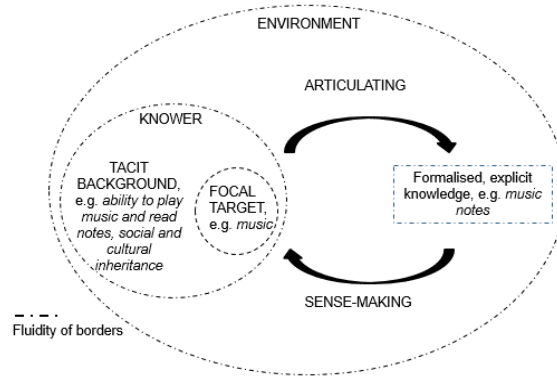 ENVIRONMENT
ARTICULATING
KNOWER
TACIT
BACKGROUND,
e.g. ability to play
music and read
notes, social and
cultural
inheritance
FOCAL
TARGET,
e.g. music
Formalised, explicit
knowledge, e.g. music
notes
SENSE-MAKING
Fluidity of borders